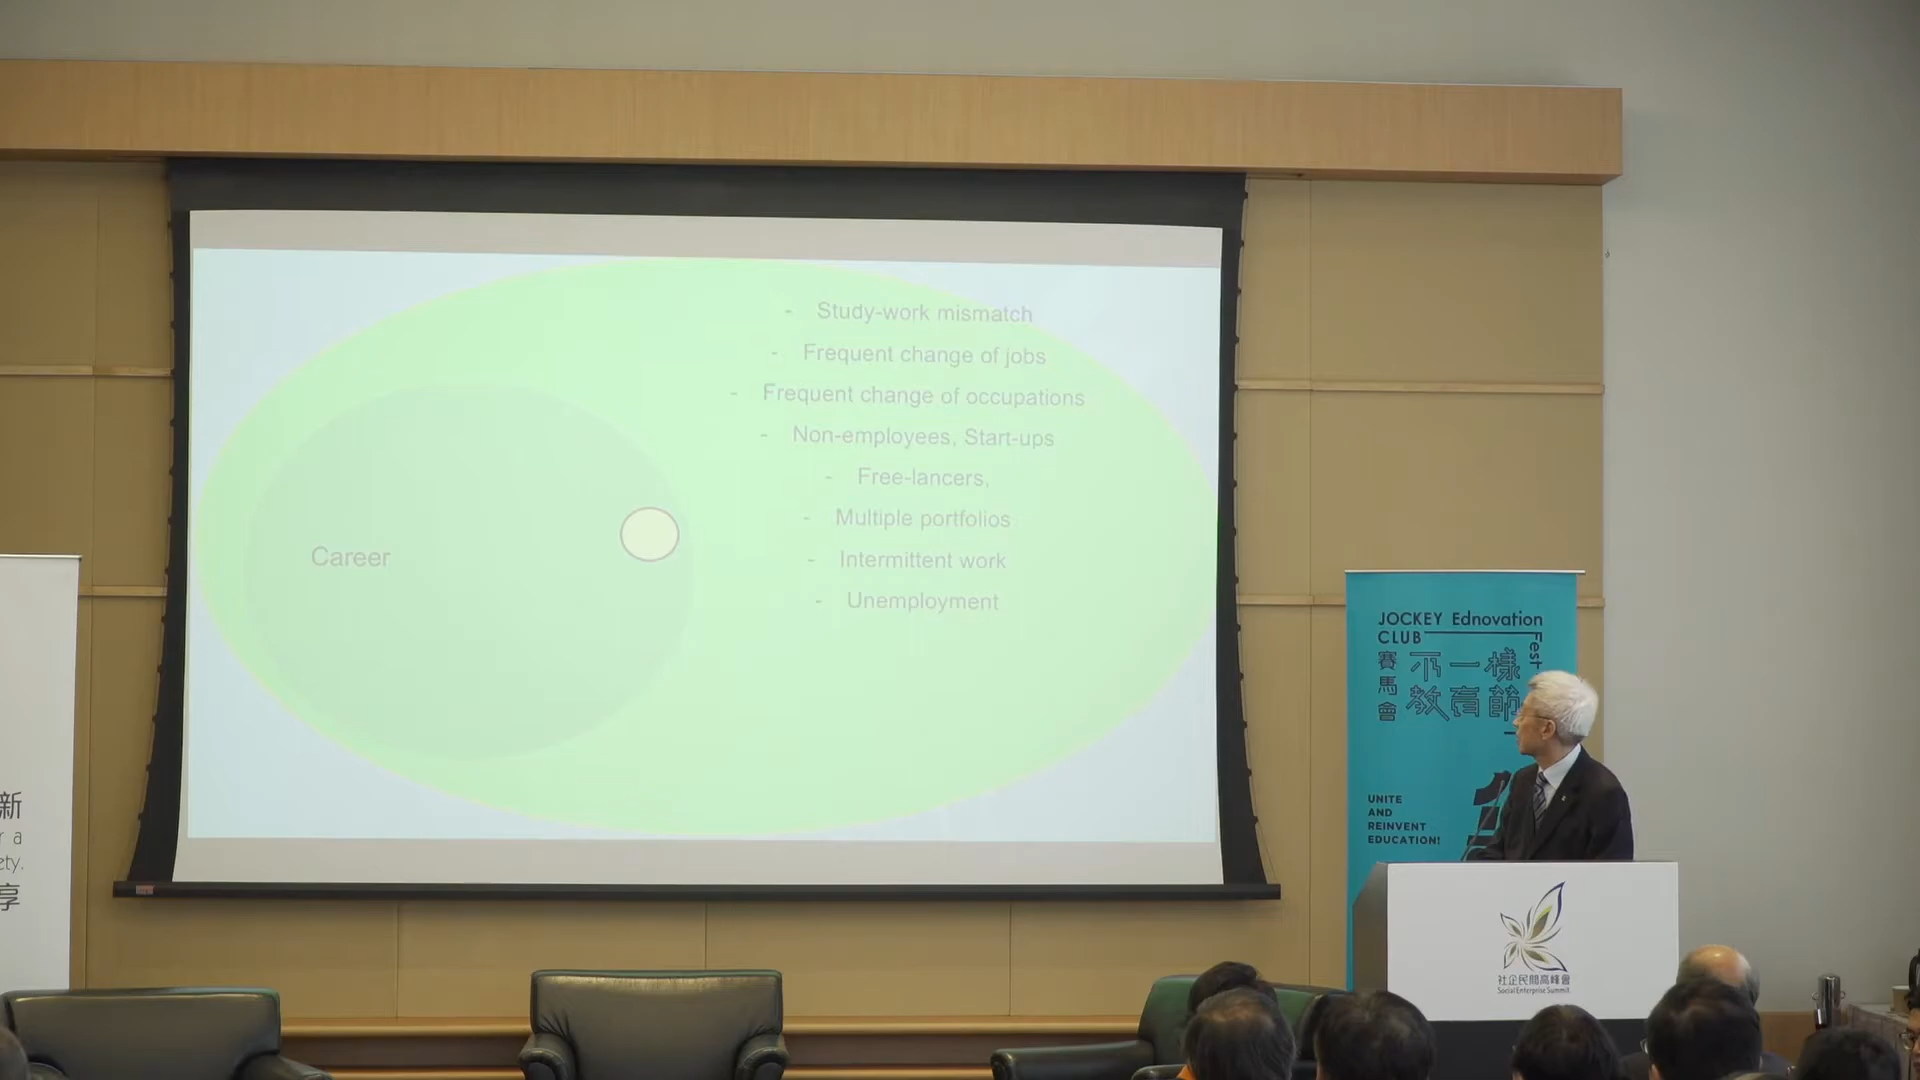 - Study-work mismatch
- Frequent change of jobs
- Frequent change of occupations
- Non-employees, Start-ups
- Free-lancers,
- Multiple portfolios
- Intermittent work
- Unemployment
Career
JOCKEY Ednovation
CLUB Fest
賽馬會
不一樣
教育節
UNITE
AND
REINVENT
EDUCATION!
社企民間高峰會
Social Enterprise Summit
新
r a
ety.
享